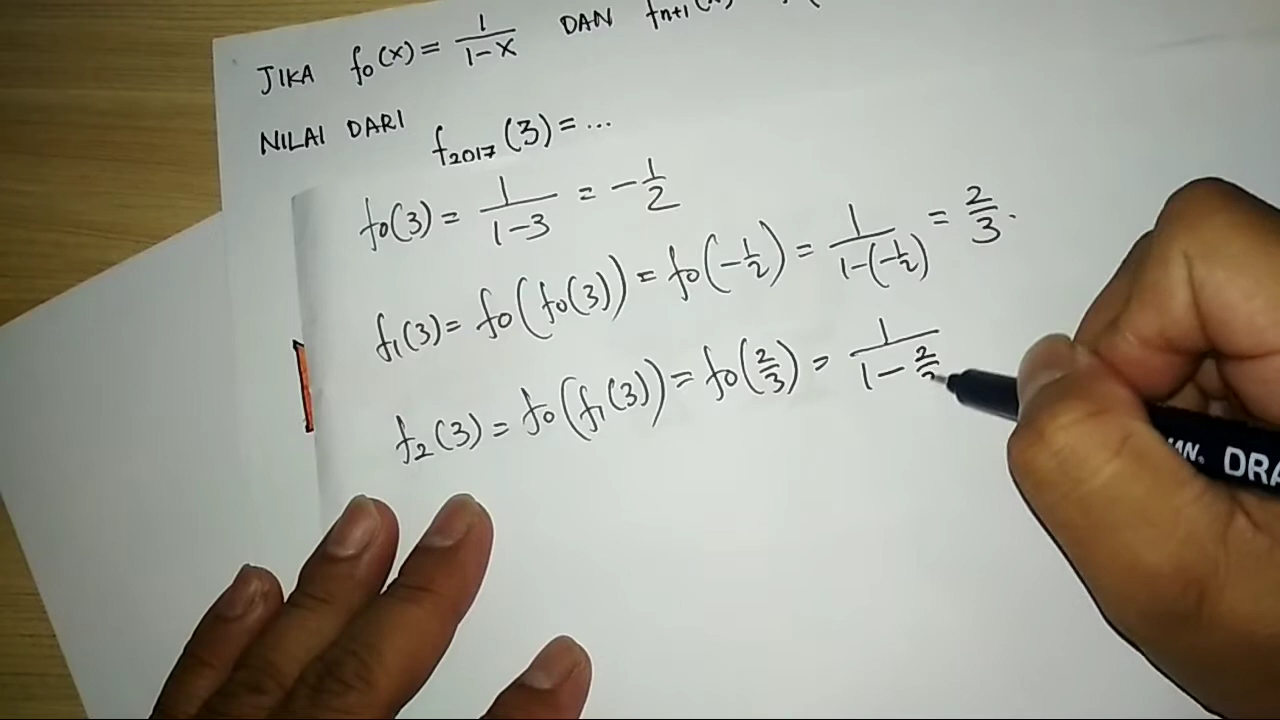 JIKA f₀(x) = 1/(1-x) DAN fₙ₊₁(x)
NILAI DARI f₂₀₁₇(3) = ...
f₀(3) = 1/(1-3) = -1/2
f₁(3) = f₀(f₀(3)) = f₀(-1/2) = 1/(1-(-1/2)) = 2/3.
f₂(3) = f₀(f₁(3)) = f₀(2/3) = 1/(1-2/3)
DRA